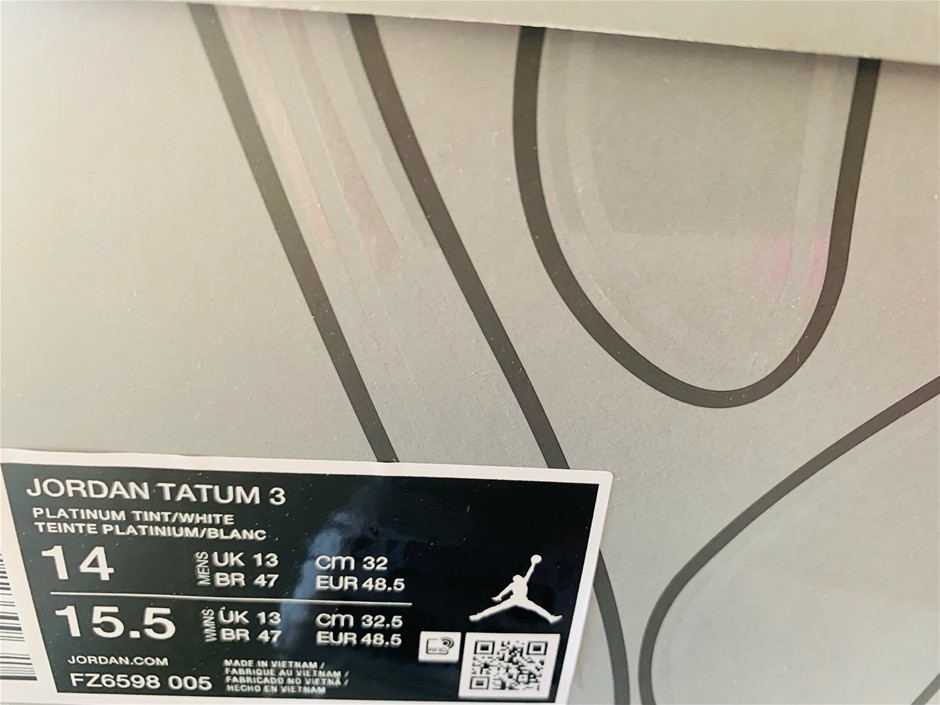 JORDAN TATUM 3
PLATINUM TINT/WHITE
TEINTE PLATINIUM/BLANC
14 MENS UK 13 cm 32
BR 47 EUR 48.5
15.5 WMNS UK 13 cm 32.5
BR 47 EUR 48.5
JORDAN.COM
FZ6598 005
MADE IN VIETNAM /
FABRIQUE AU VIETNAM /
FABRICADO NO VIETNÃ /
HECHO EN VIETNAM
RFID